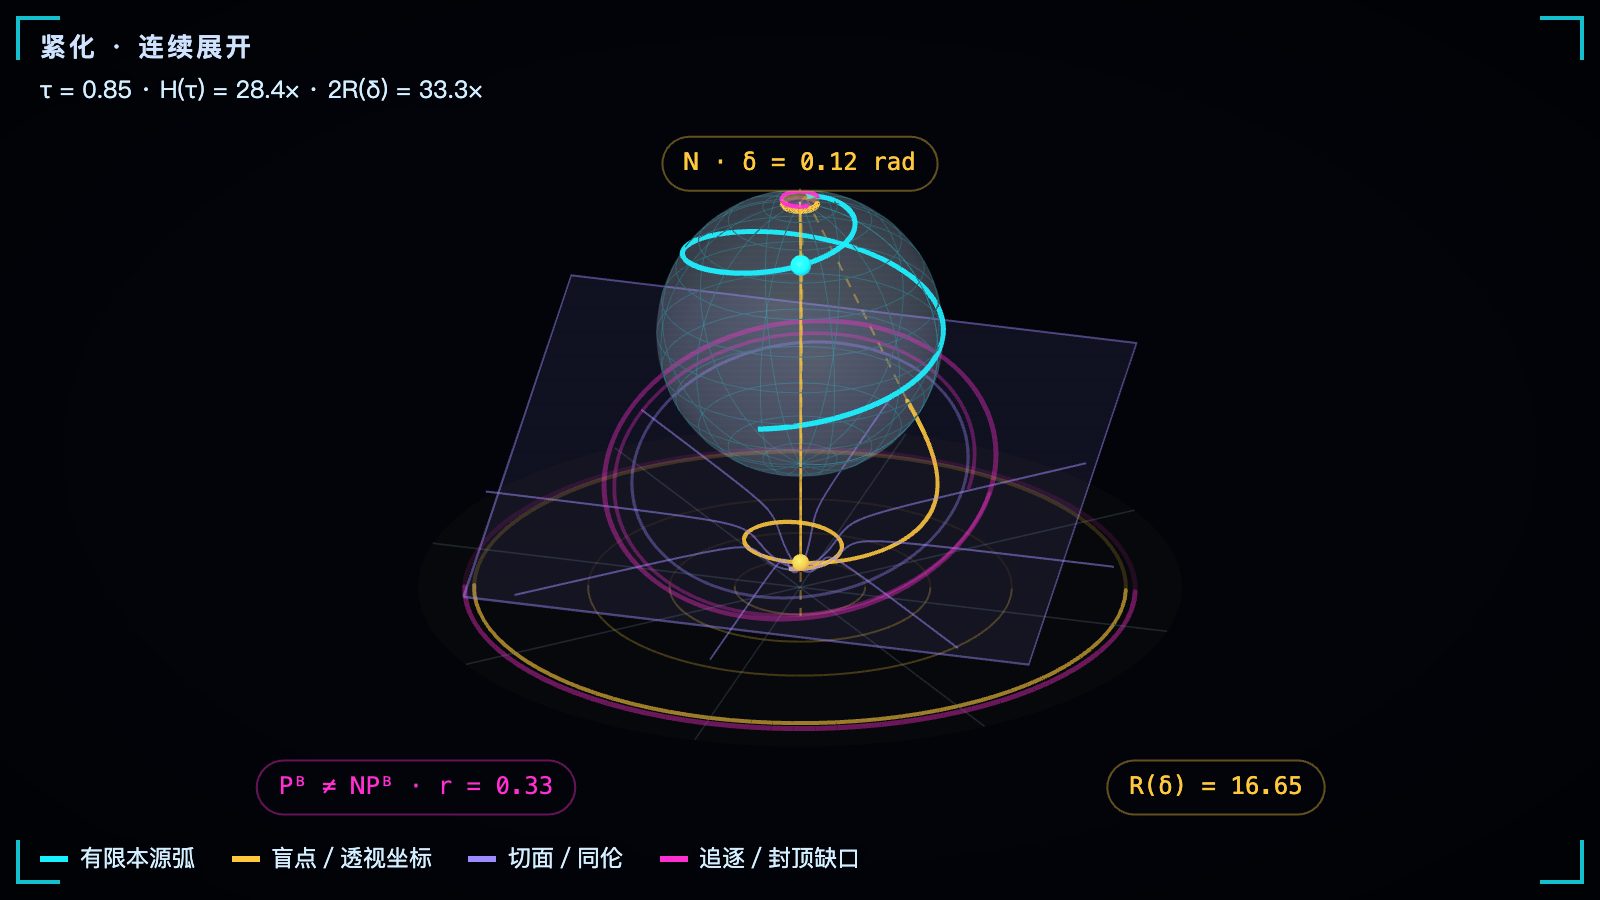 紧化 · 连续展开
τ = 0.85 · H(τ) = 28.4× · 2R(δ) = 33.3×
N · δ = 0.12 rad
Pᴮ ≠ NPᴮ · r = 0.33
R(δ) = 16.65
有限本源弧
盲点 / 透视坐标
切面 / 同伦
追逐 / 封顶缺口